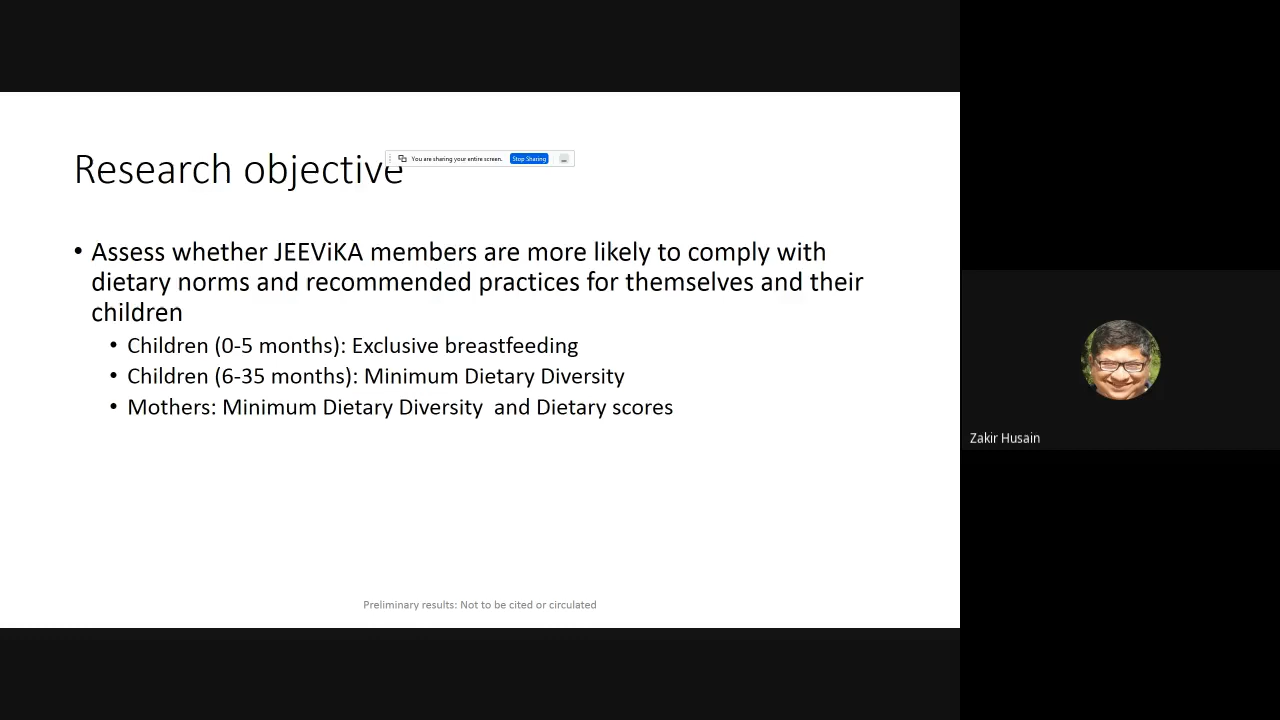 Research objective
You are sharing your entire screen.
Stop Sharing
• Assess whether JEEViKA members are more likely to comply with
dietary norms and recommended practices for themselves and their
children
• Children (0-5 months): Exclusive breastfeeding
• Children (6-35 months): Minimum Dietary Diversity
• Mothers: Minimum Dietary Diversity  and Dietary scores
Preliminary results: Not to be cited or circulated
Zakir Husain